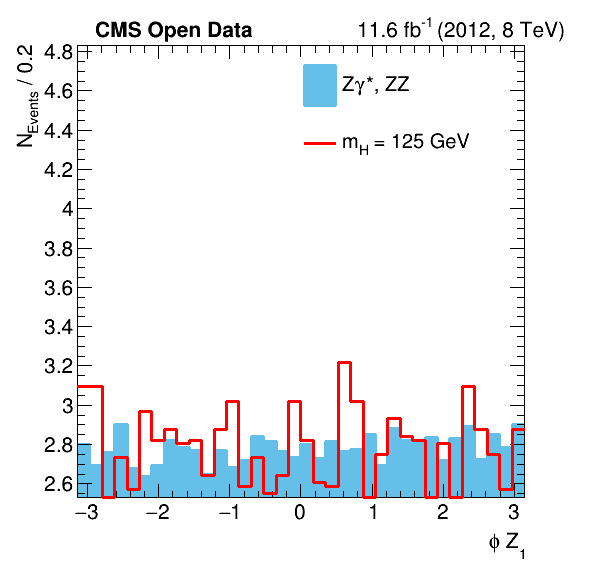 CMS Open Data 11.6 fb-1 (2012, 8 TeV)
NEvents / 0.2
4.8
4.6
4.4
4.2
4
3.8
3.6
3.4
3.2
3
2.8
2.6
Zγ*, ZZ
mH = 125 GeV
−3 −2 −1 0 1 2 3
ϕ Z1